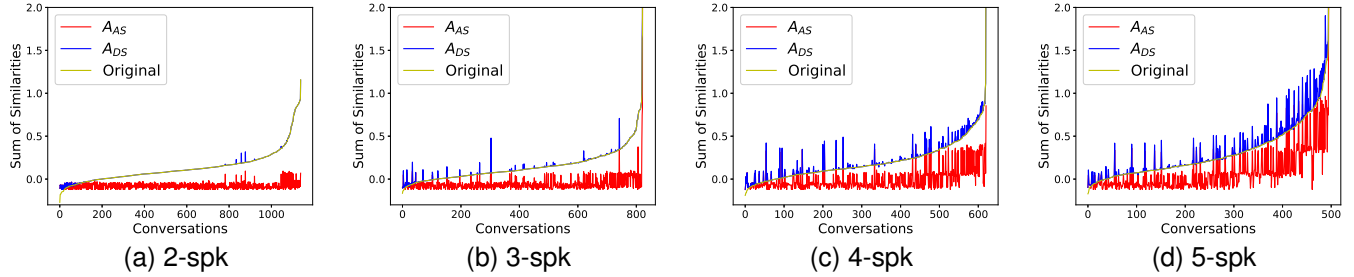 2.0
1.5
1.0
0.5
0.0
Sum of Similarities
A_AS
A_DS
Original
0 200 400 600 800 1000
Conversations
(a) 2-spk
2.0
1.5
1.0
0.5
0.0
Sum of Similarities
A_AS
A_DS
Original
0 200 400 600 800
Conversations
(b) 3-spk
2.0
1.5
1.0
0.5
0.0
Sum of Similarities
A_AS
A_DS
Original
0 100 200 300 400 500 600
Conversations
(c) 4-spk
2.0
1.5
1.0
0.5
0.0
Sum of Similarities
A_AS
A_DS
Original
0 100 200 300 400 500
Conversations
(d) 5-spk